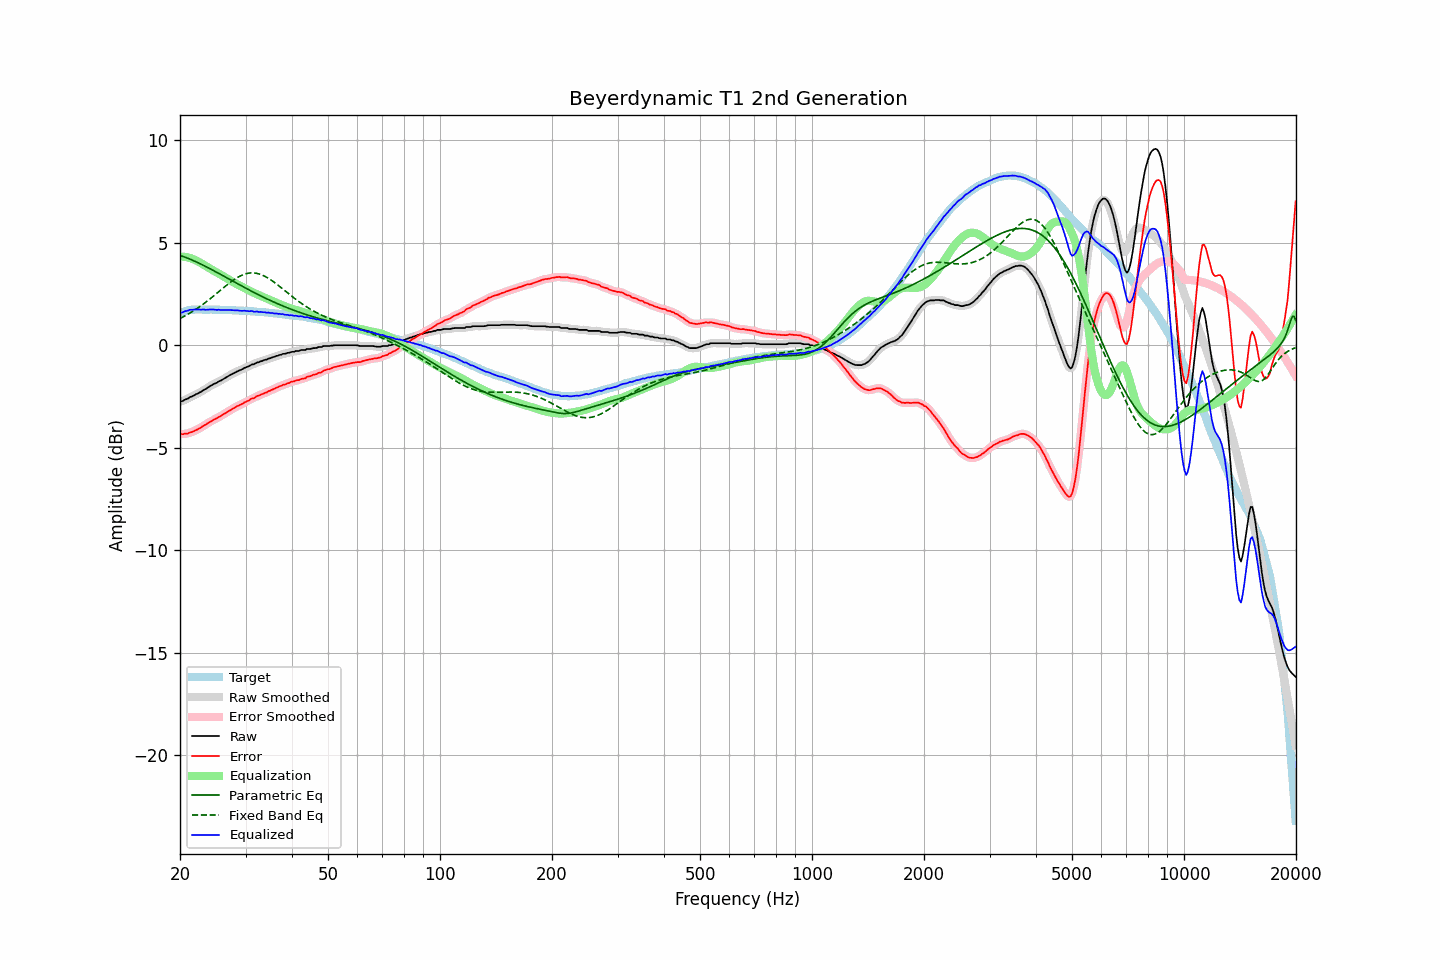 Beyerdynamic T1 2nd Generation
10
5
0
−5
−10
−15
−20
Amplitude (dBr)
Target
Raw Smoothed
Error Smoothed
Raw
Error
Equalization
Parametric Eq
Fixed Band Eq
Equalized
20 50 100 200 500 1000 2000 5000 10000 20000
Frequency (Hz)